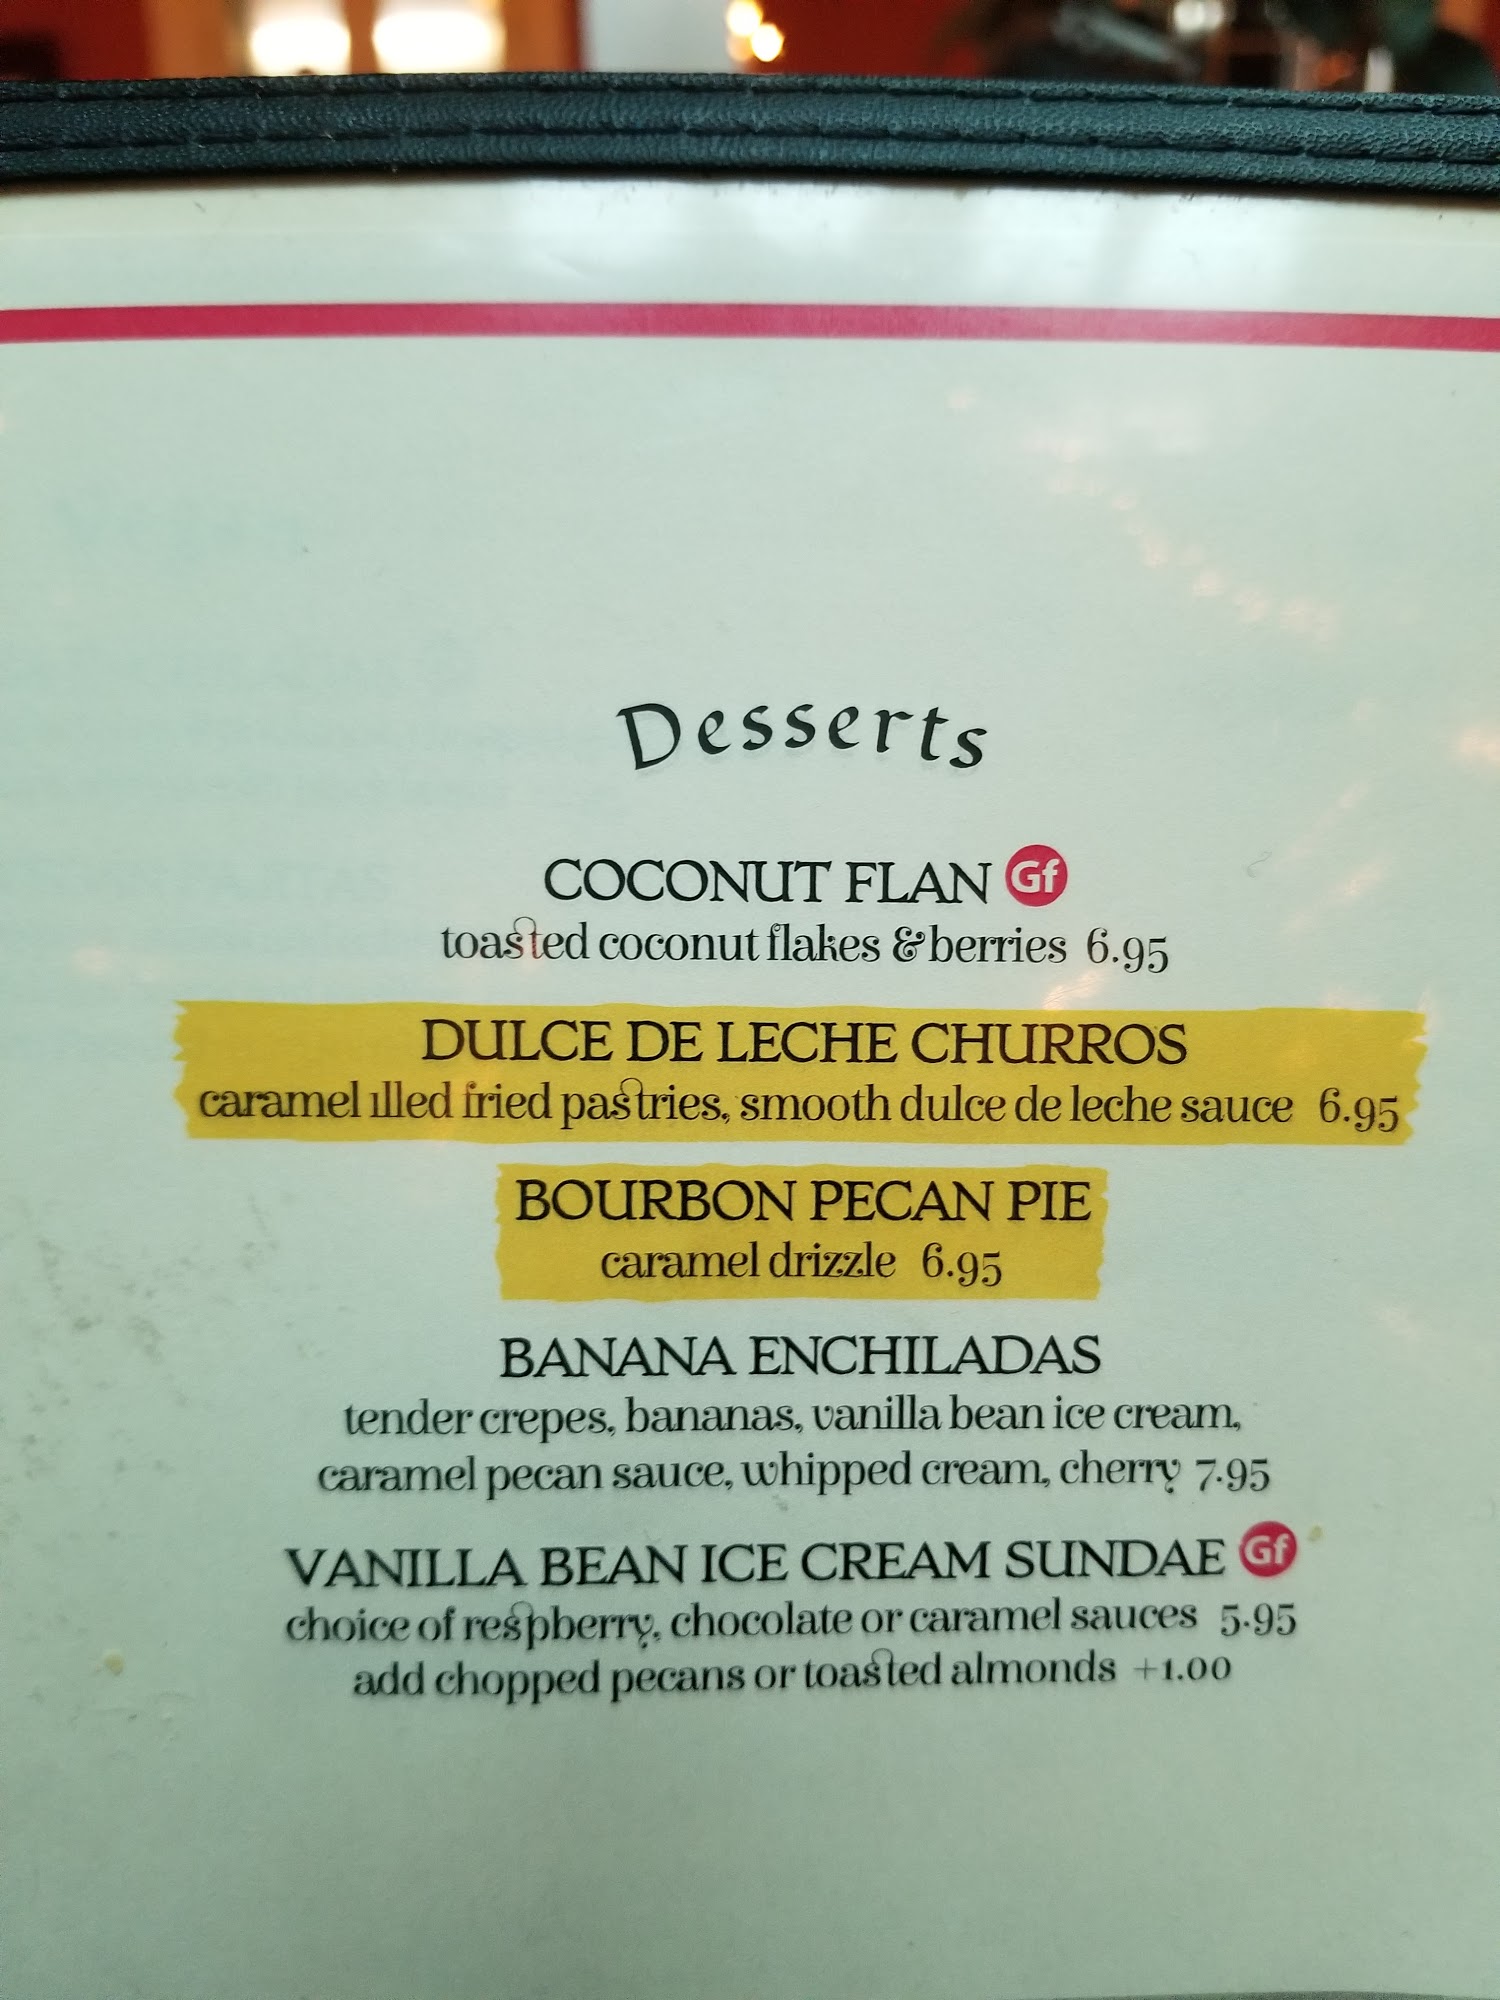 Desserts
COCONUT FLAN Gf
toasted coconut flakes & berries 6.95
DULCE DE LECHE CHURROS
caramel illed fried pastries, smooth dulce de leche sauce 6.95
BOURBON PECAN PIE
caramel drizzle 6.95
BANANA ENCHILADAS
tender crepes, bananas, vanilla bean ice cream,
caramel pecan sauce, whipped cream, cherry 7.95
VANILLA BEAN ICE CREAM SUNDAE Gf
choice of respberry, chocolate or caramel sauces 5.95
add chopped pecans or toasted almonds +1.00